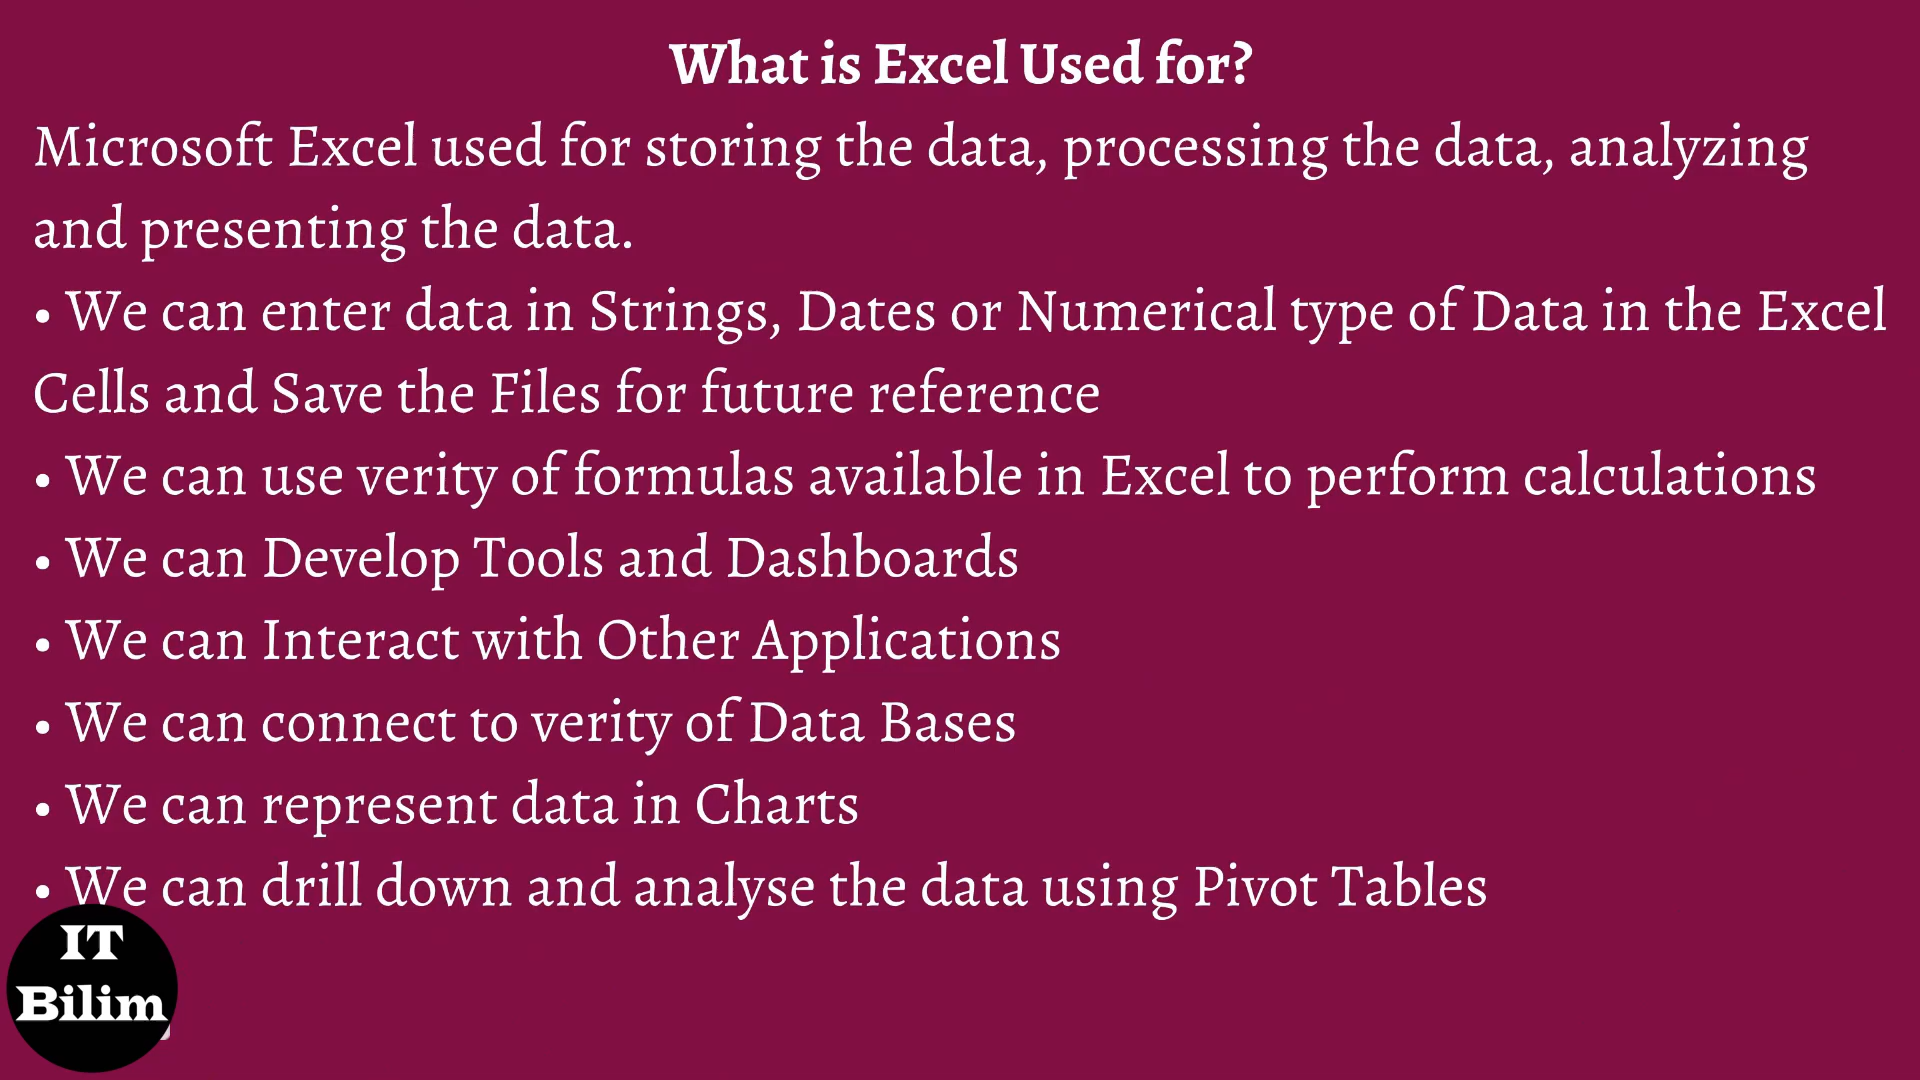 What is Excel Used for?
Microsoft Excel used for storing the data, processing the data, analyzing
and presenting the data.
• We can enter data in Strings, Dates or Numerical type of Data in the Excel
Cells and Save the Files for future reference
• We can use verity of formulas available in Excel to perform calculations
• We can Develop Tools and Dashboards
• We can Interact with Other Applications
• We can connect to verity of Data Bases
• We can represent data in Charts
• We can drill down and analyse the data using Pivot Tables
IT
Bilim